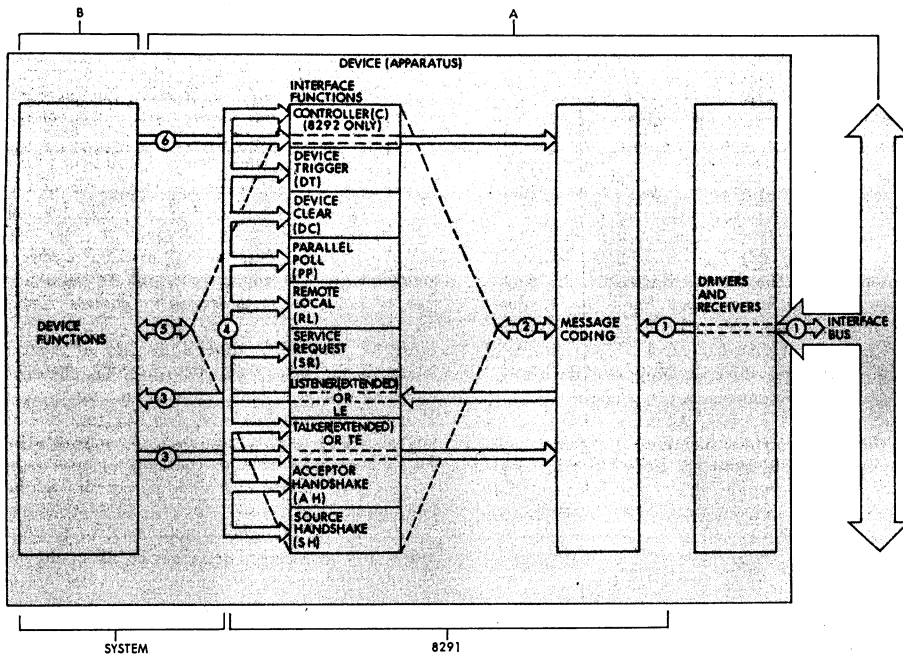 B
A
DEVICE (APPARATUS)
INTERFACE
FUNCTIONS
CONTROLLER(C)
(8292 ONLY)
6
DEVICE
TRIGGER
(DT)
DEVICE
CLEAR
(DC)
PARALLEL
POLL
(PP)
REMOTE
LOCAL
(RL)
SERVICE
REQUEST
(SR)
LISTENER(EXTENDED)
OR
LE
TALKER(EXTENDED)
OR TE
ACCEPTOR
HANDSHAKE
(A H)
SOURCE
HANDSHAKE
(SH)
DEVICE
FUNCTIONS
5
4
3
3
2
MESSAGE
CODING
1
DRIVERS
AND
RECEIVERS
1
INTERFACE
BUS
SYSTEM
8291